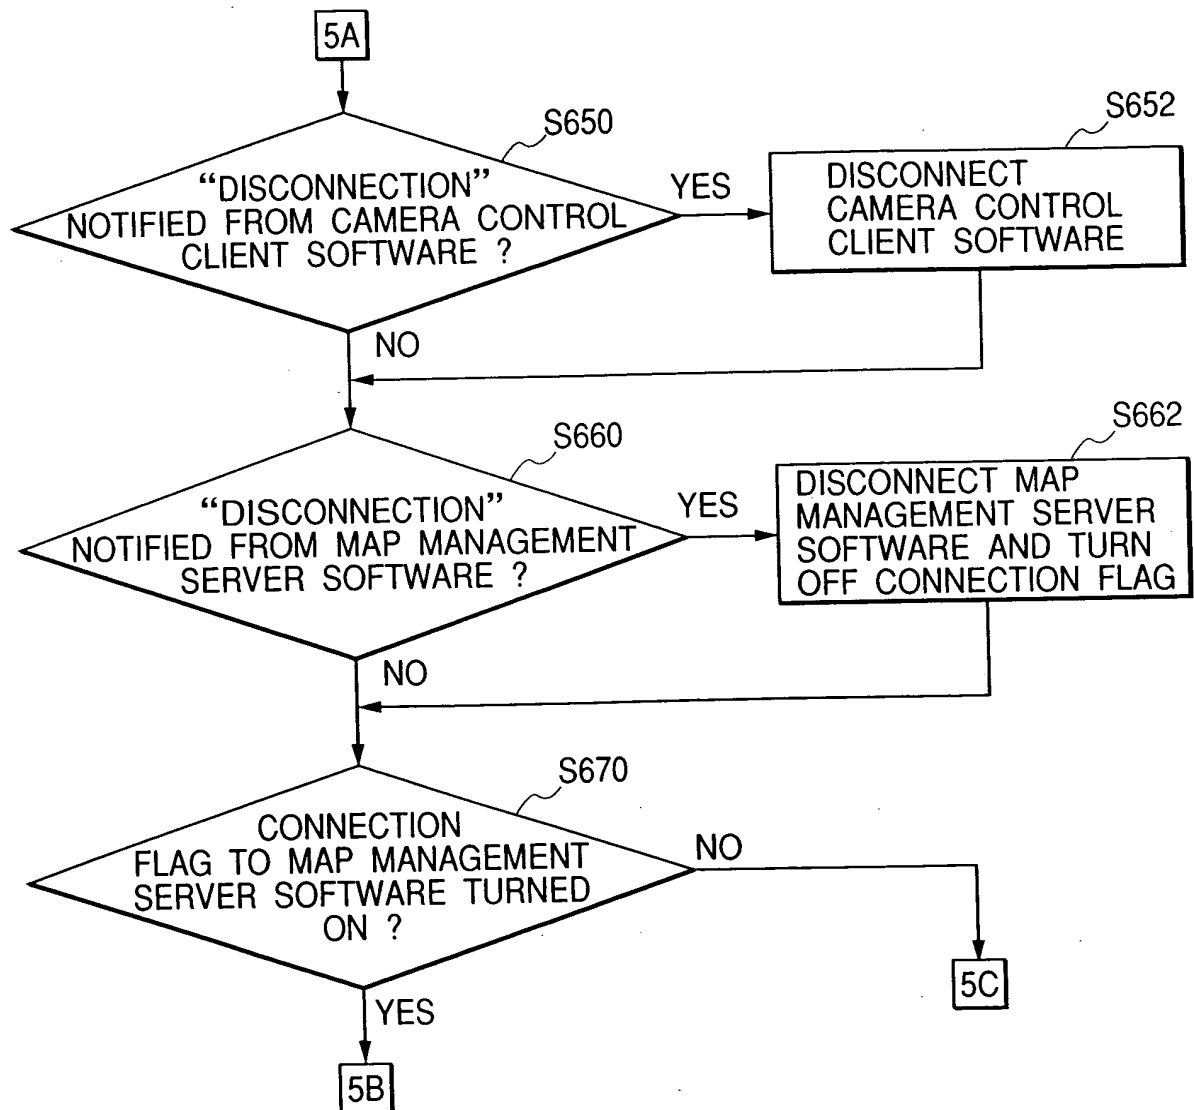 5A
S650
"DISCONNECTION"
NOTIFIED FROM CAMERA CONTROL
CLIENT SOFTWARE ?
YES
S652
DISCONNECT
CAMERA CONTROL
CLIENT SOFTWARE
NO
S660
“DISCONNECTION”
NOTIFIED FROM MAP MANAGEMENT
SERVER SOFTWARE ?
YES
S662
DISCONNECT MAP
MANAGEMENT SERVER
SOFTWARE AND TURN
OFF CONNECTION FLAG
NO
S670
CONNECTION
FLAG TO MAP MANAGEMENT
SERVER SOFTWARE TURNED
ON ?
NO
5C
YES
5B